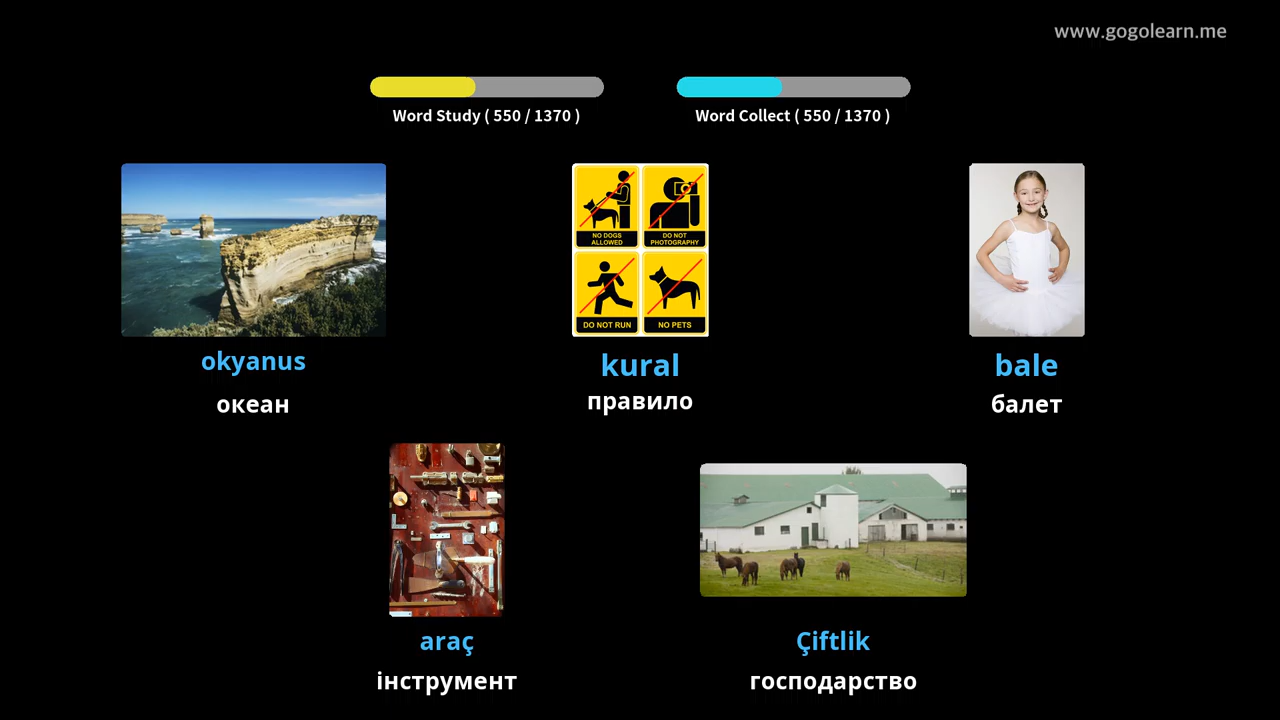 www.gogolearn.me
Word Study ( 550 / 1370 )
Word Collect ( 550 / 1370 )
NO DOGS
ALLOWED
DO NOT
PHOTOGRAPHY
DO NOT RUN
NO PETS
okyanus
океан
kural
правило
bale
балет
araç
інструмент
Çiftlik
господарство